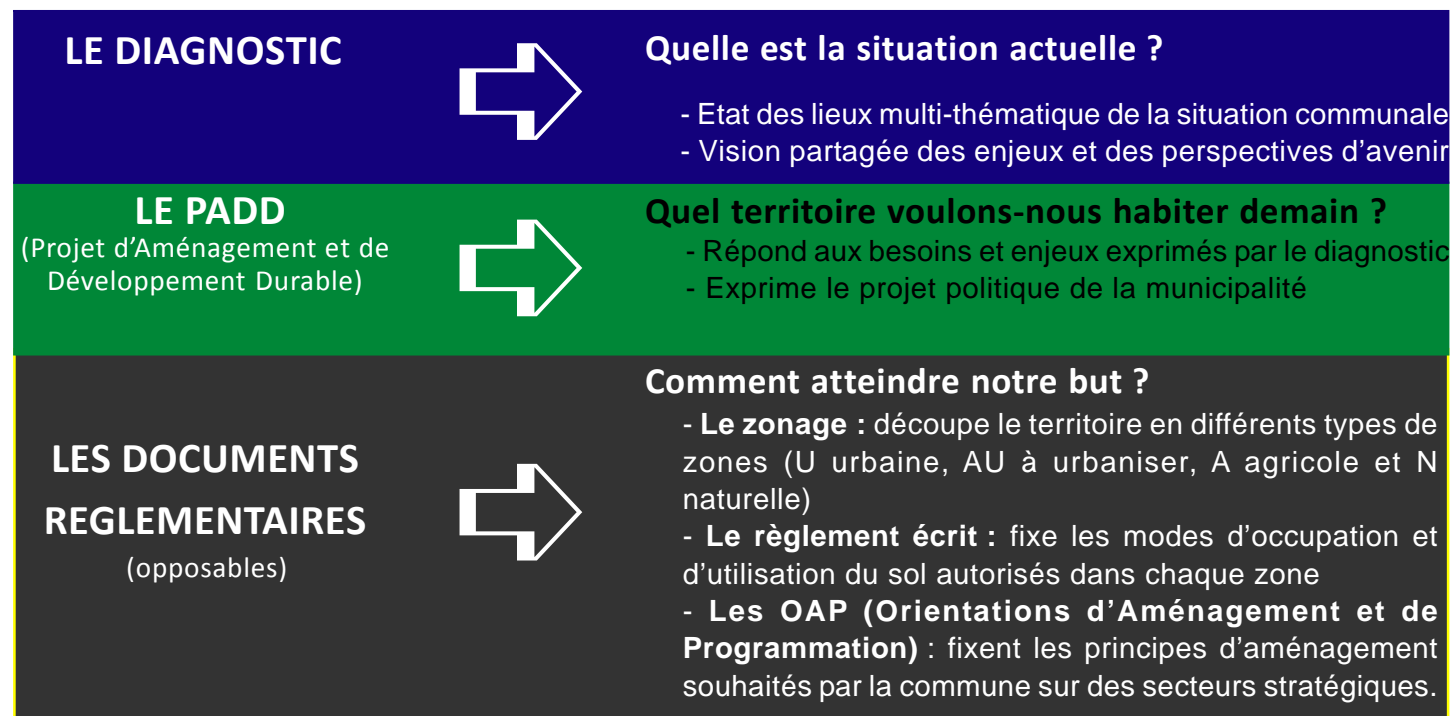 LE DIAGNOSTIC
Quelle est la situation actuelle ?
- Etat des lieux multi-thématique de la situation communale
- Vision partagée des enjeux et des perspectives d'avenir
LE PADD
(Projet d'Aménagement et de
Développement Durable)
Quel territoire voulons-nous habiter demain ?
- Répond aux besoins et enjeux exprimés par le diagnostic
- Exprime le projet politique de la municipalité
LES DOCUMENTS
REGLEMENTAIRES
(opposables)
Comment atteindre notre but ?
- Le zonage : découpe le territoire en différents types de
zones (U urbaine, AU à urbaniser, A agricole et N
naturelle)
- Le règlement écrit : fixe les modes d'occupation et
d'utilisation du sol autorisés dans chaque zone
- Les OAP (Orientations d'Aménagement et de
Programmation) : fixent les principes d'aménagement
souhaités par la commune sur des secteurs stratégiques.